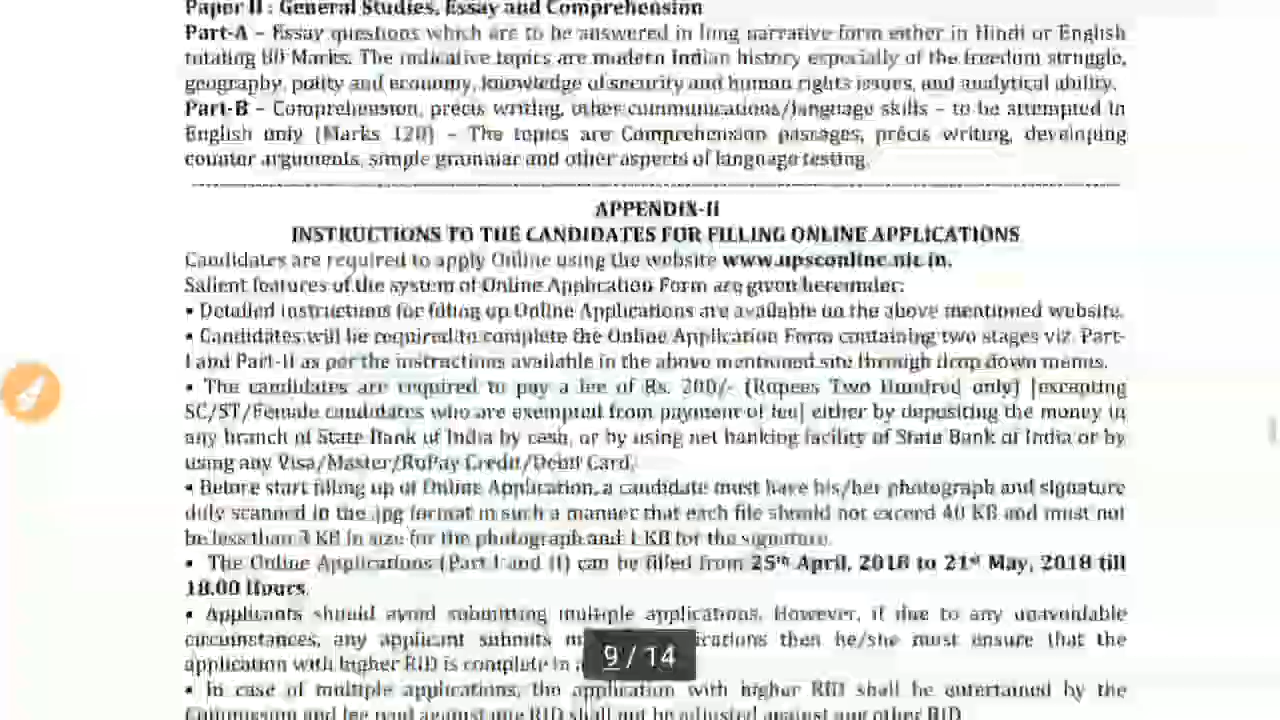 Paper II : General Studies, Essay and Comprehension
Part-A – Essay questions which are to be answered in long narrative form either in Hindi or English
totaling 80 Marks. The indicative topics are modern Indian history especially of the freedom struggle,
geography, polity and economy, knowledge of security and human rights issues, and analytical ability.
Part-B – Comprehension, précis writing, other communications/language skills – to be attempted in
English only (Marks 120) – The topics are Comprehension passages, précis writing, developing
counter arguments, simple grammar and other aspects of language testing.
APPENDIX-II
INSTRUCTIONS TO THE CANDIDATES FOR FILLING ONLINE APPLICATIONS
Candidates are required to apply Online using the website www.upsconline.nic.in.
Salient features of the system of Online Application Form are given hereunder:
• Detailed instructions for filling up Online Applications are available on the above mentioned website.
• Candidates will be required to complete the Online Application Form containing two stages viz. Part-
I and Part-II as per the instructions available in the above mentioned site through drop down menus.
• The candidates are required to pay a fee of Rs. 200/- (Rupees Two Hundred only) [excepting
SC/ST/Female candidates who are exempted from payment of fee] either by depositing the money in
any branch of State Bank of India by cash, or by using net banking facility of State Bank of India or by
using any Visa/Master/RuPay Credit/Debit Card.
• Before start filling up of Online Application, a candidate must have his/her photograph and signature
duly scanned in the .jpg format in such a manner that each file should not exceed 40 KB and must not
be less than 3 KB in size for the photograph and 1 KB for the signature.
• The Online Applications (Part I and II) can be filled from 25th April, 2018 to 21st May, 2018 till
18.00 Hours.
• Applicants should avoid submitting multiple applications. However, if due to any unavoidable
circumstances, any applicant submits then he/she must ensure that the
application with higher RID is complete in
9 / 14
• In case of multiple applications, the application with higher RID shall be entertained by the
Commission and fee paid against one RID shall not be adjusted against any other RID.